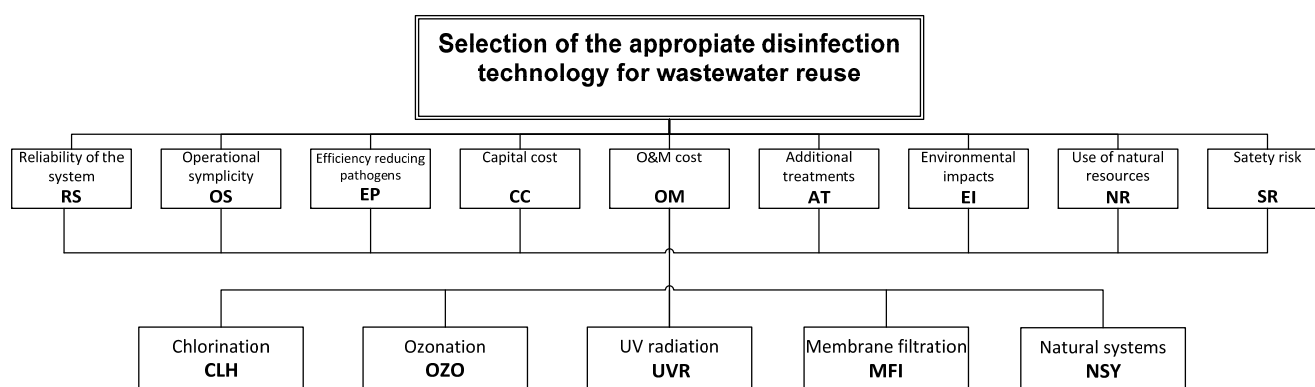 Selection of the appropiate disinfection
technology for wastewater reuse
Reliability of the
system
RS
Operational
symplicity
OS
Efficiency reducing
pathogens
EP
Capital cost
CC
O&M cost
OM
Additional
treatments
AT
Environmental
impacts
EI
Use of natural
resources
NR
Satety risk
SR
Chlorination
CLH
Ozonation
OZO
UV radiation
UVR
Membrane filtration
MFI
Natural systems
NSY